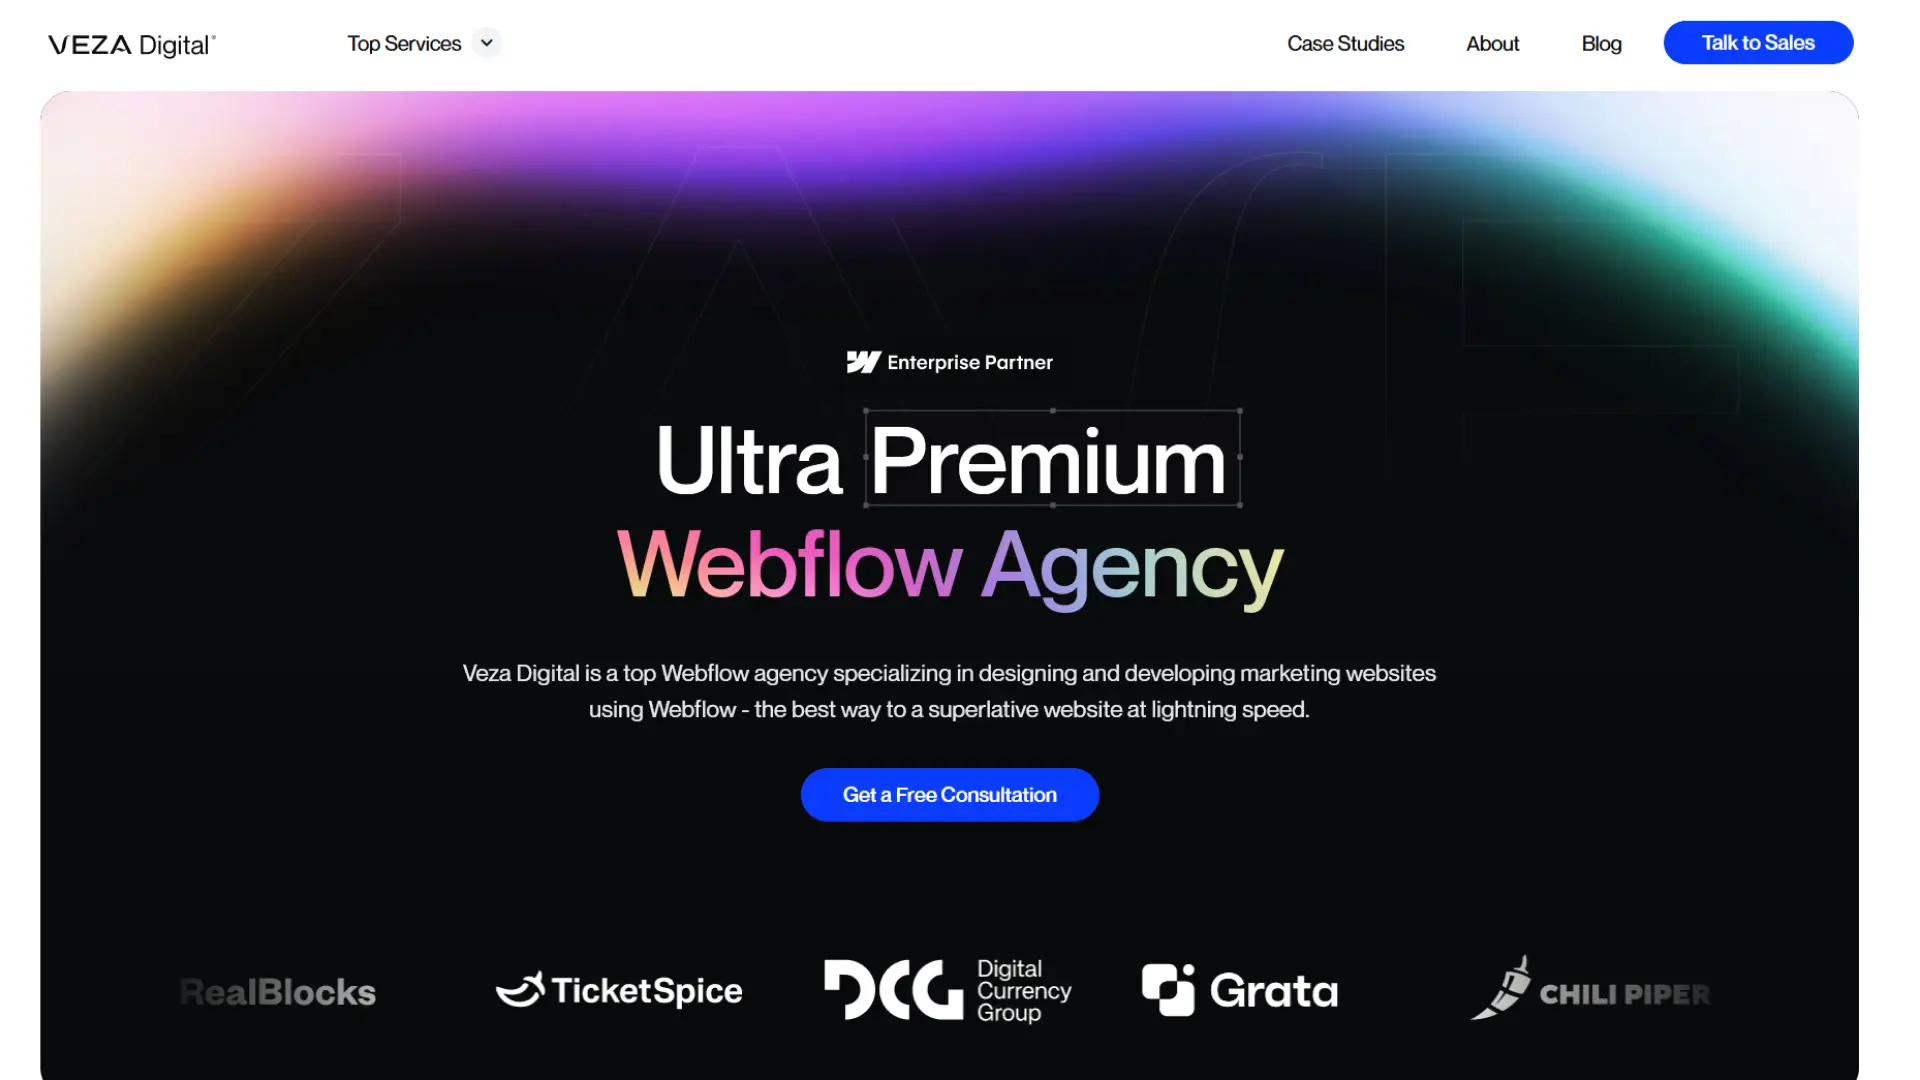 VEZA Digital®
Top Services
Case Studies
About
Blog
Talk to Sales
Enterprise Partner
Ultra Premium
Webflow Agency
Veza Digital is a top Webflow agency specializing in designing and developing marketing websites
using Webflow - the best way to a superlative website at lightning speed.
Get a Free Consultation
RealBlocks
TicketSpice
DCG Digital
Currency
Group
Grata
CHILI PIPER